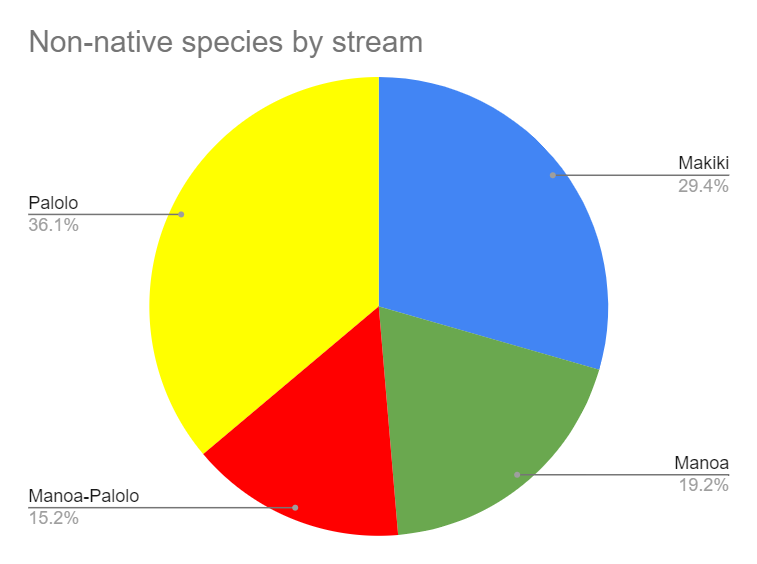 Non-native species by stream
Makiki
29.4%
Palolo
36.1%
Manoa
19.2%
Manoa-Palolo
15.2%